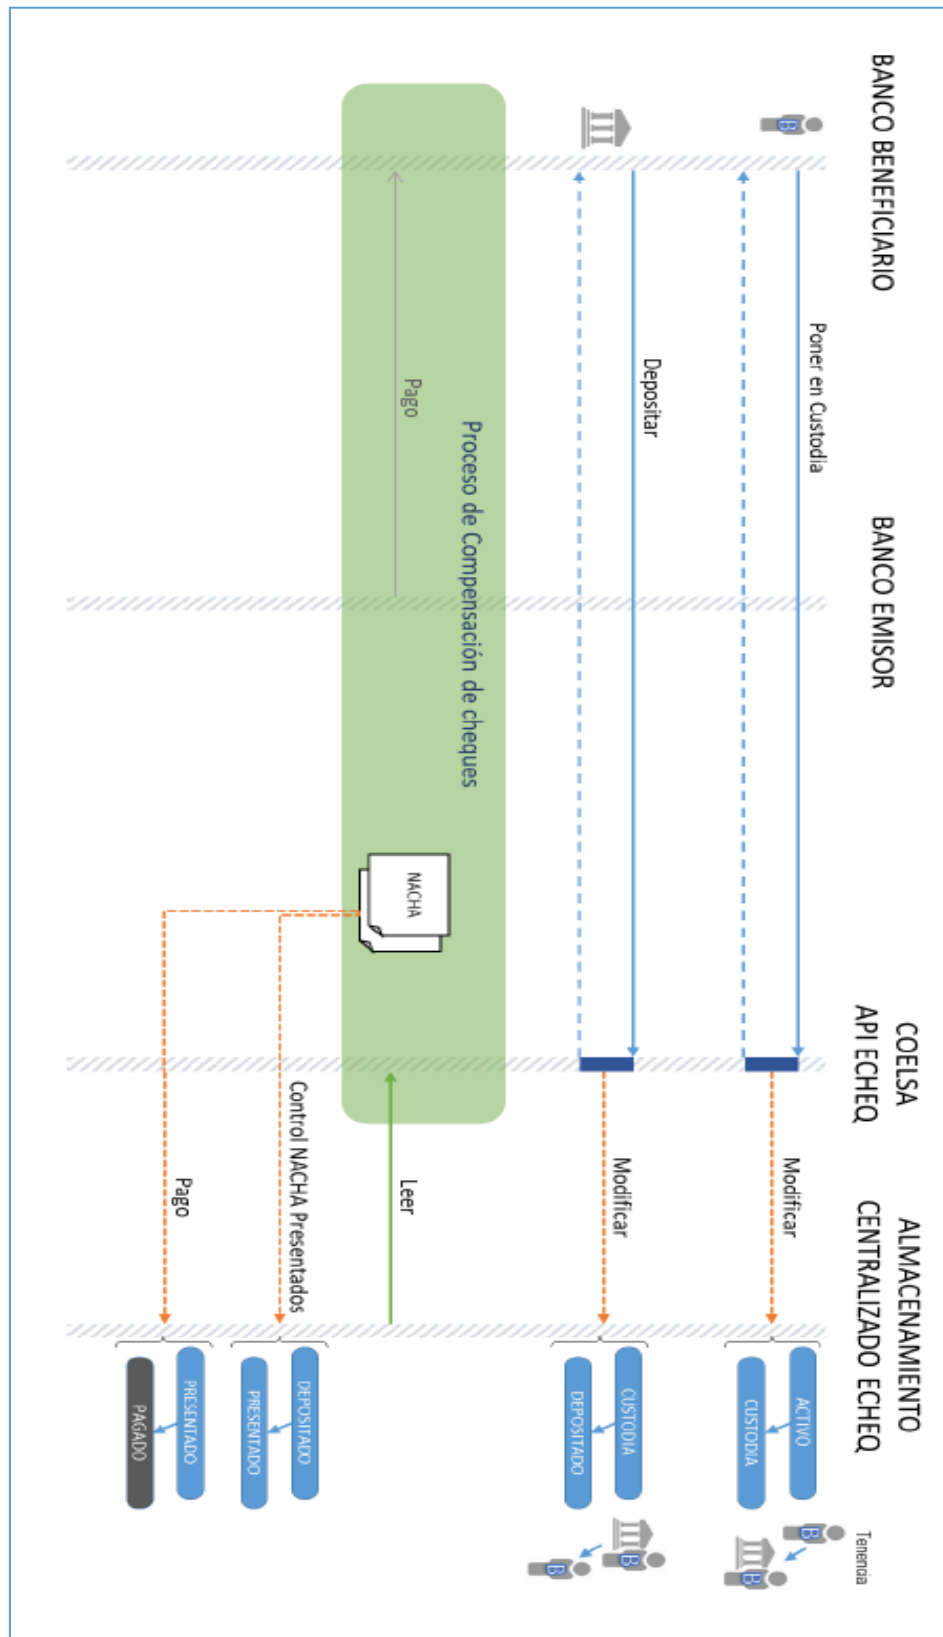 BANCO BENEFICIARIO
BANCO EMISOR
COELSA
API ECHEQ
ALMACENAMIENTO
CENTRALIZADO ECHEQ
Tenencia
B
Poner en Custodia
Modificar
ACTIVO
CUSTODIA
B
B
Depositar
Modificar
CUSTODIA
DEPOSITADO
B
B
Proceso de Compensación de cheques
Pago
NACHA
Leer
Control NACHA Presentados
DEPOSITADO
PRESENTADO
Pago
PRESENTADO
PAGADO